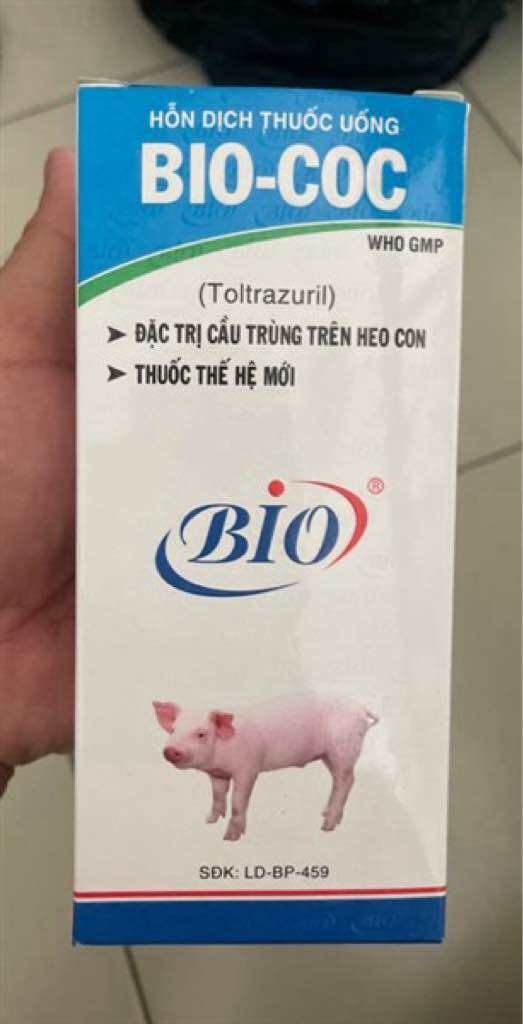 HỖN DỊCH THUỐC UỐNG
BIO-COC
WHO GMP
(Toltrazuril)
➤ ĐẶC TRỊ CẦU TRÙNG TRÊN HEO CON
➤ THUỐC THẾ HỆ MỚI
BIO®
SĐK: LD-BP-459